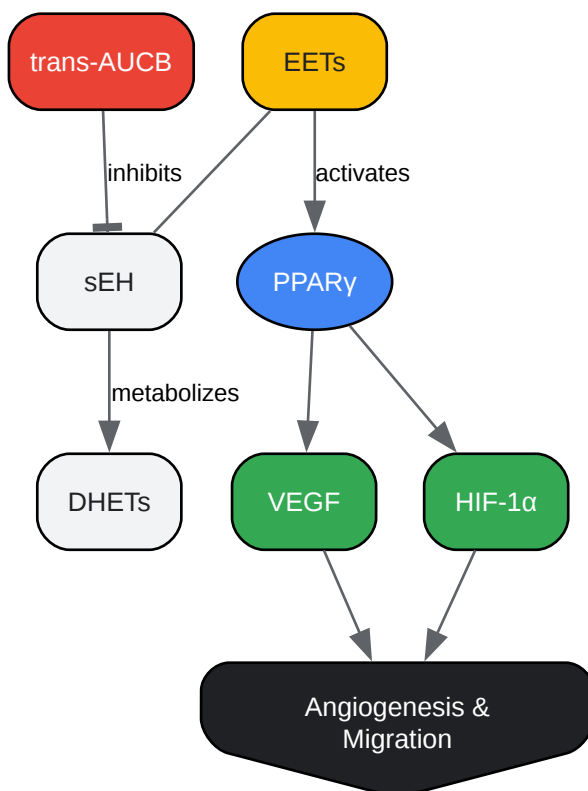 trans-AUCB
EETs
inhibits
activates
sEH
PPARγ
metabolizes
DHETs
VEGF
HIF-1α
Angiogenesis &
Migration